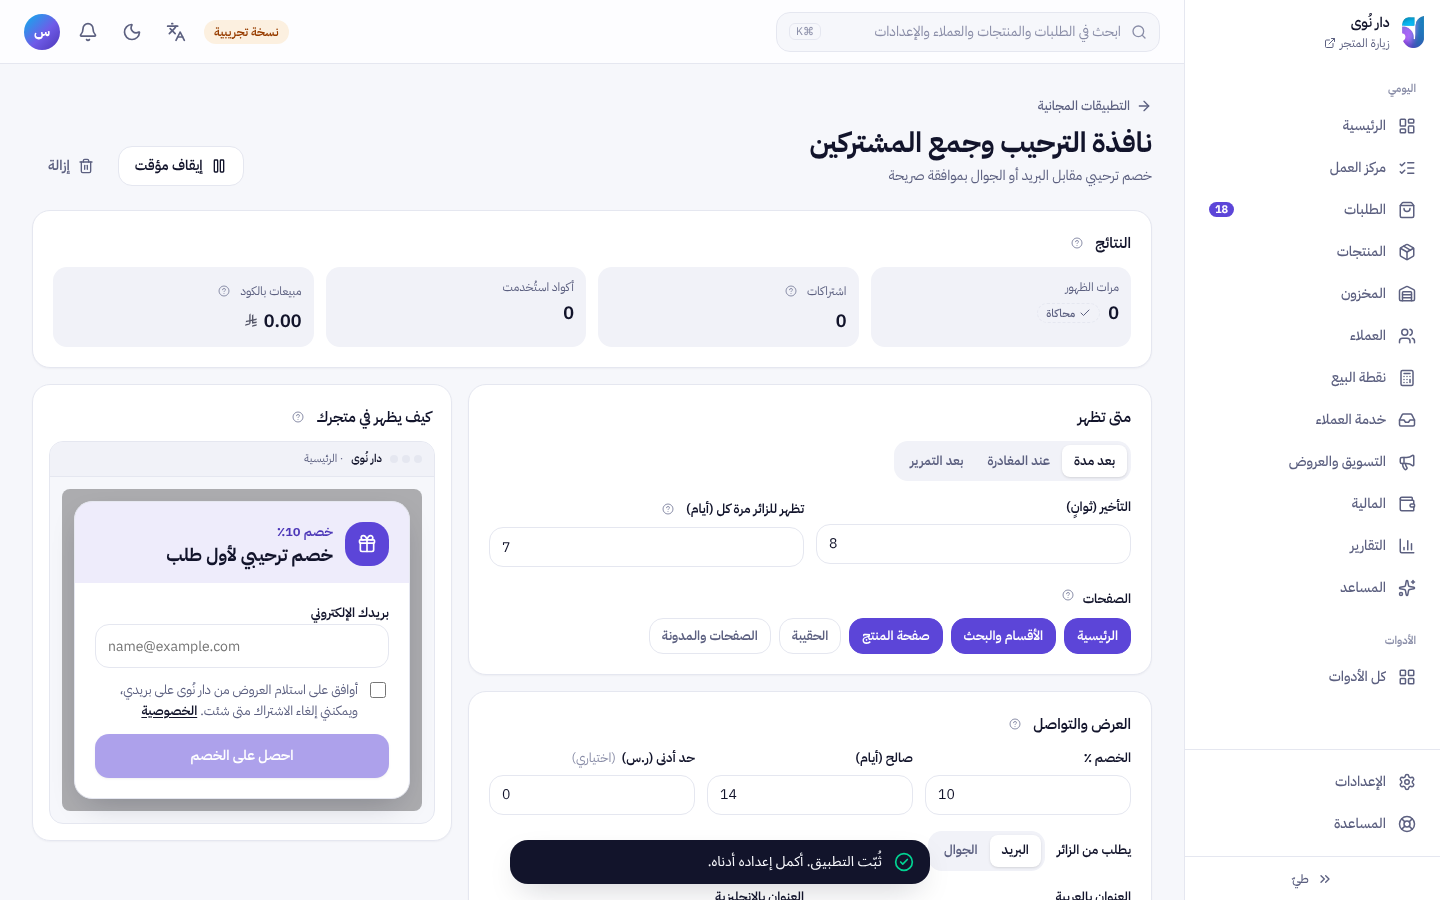 دار نُوى
زيارة المتجر
ابحث في الطلبات والمنتجات والعملاء والإعدادات
⌘K
نسخة تجريبية
س
اليومي
الرئيسية
مركز العمل
الطلبات
18
المنتجات
المخزون
العملاء
نقطة البيع
خدمة العملاء
التسويق والعروض
المالية
التقارير
المساعد
الأدوات
كل الأدوات
الإعدادات
المساعدة
طيّ
التطبيقات المجانية
نافذة الترحيب وجمع المشتركين
خصم ترحيبي مقابل البريد أو الجوال بموافقة صريحة
إيقاف مؤقت
إزالة
النتائج
مرات الظهور
0 محاكاة
اشتراكات
0
أكواد استُخدمت
0
مبيعات بالكود
0.00
متى تظهر
بعد مدة عند المغادرة بعد التمرير
التأخير (ثوانٍ)
8
تظهر للزائر مرة كل (أيام)
7
الصفحات
الرئيسية الأقسام والبحث صفحة المنتج الحقيبة الصفحات والمدونة
العرض والتواصل
الخصم ٪
10
صالح (أيام)
14
حد أدنى (ر.س) (اختياري)
0
يطلب من الزائر البريد الجوال
العنوان بالعربية
العنوان بالإنجليزية
كيف يظهر في متجرك
دار نُوى · الرئيسية
خصم 10٪
خصم ترحيبي لأول طلب
بريدك الإلكتروني
name@example.com
أوافق على استلام العروض من دار نُوى على بريدي،
ويمكنني إلغاء الاشتراك متى شئت. الخصوصية
احصل على الخصم
ثُبّت التطبيق. أكمل إعداده أدناه.